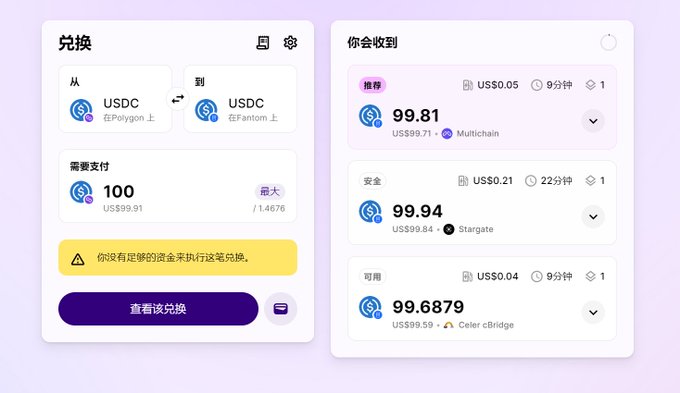 兑换
从
USDC
在Polygon 上
到
USDC
在Fantom 上
需要支付
100
最大
US$99.91
/ 1.4676
你没有足够的资金来执行这笔兑换。
查看该兑换
你会收到
推荐
US$0.05
9分钟
1
99.81
US$99.71 • Multichain
安全
US$0.21
22分钟
1
99.94
US$99.84 • Stargate
可用
US$0.04
9分钟
1
99.6879
US$99.59 • Celer cBridge